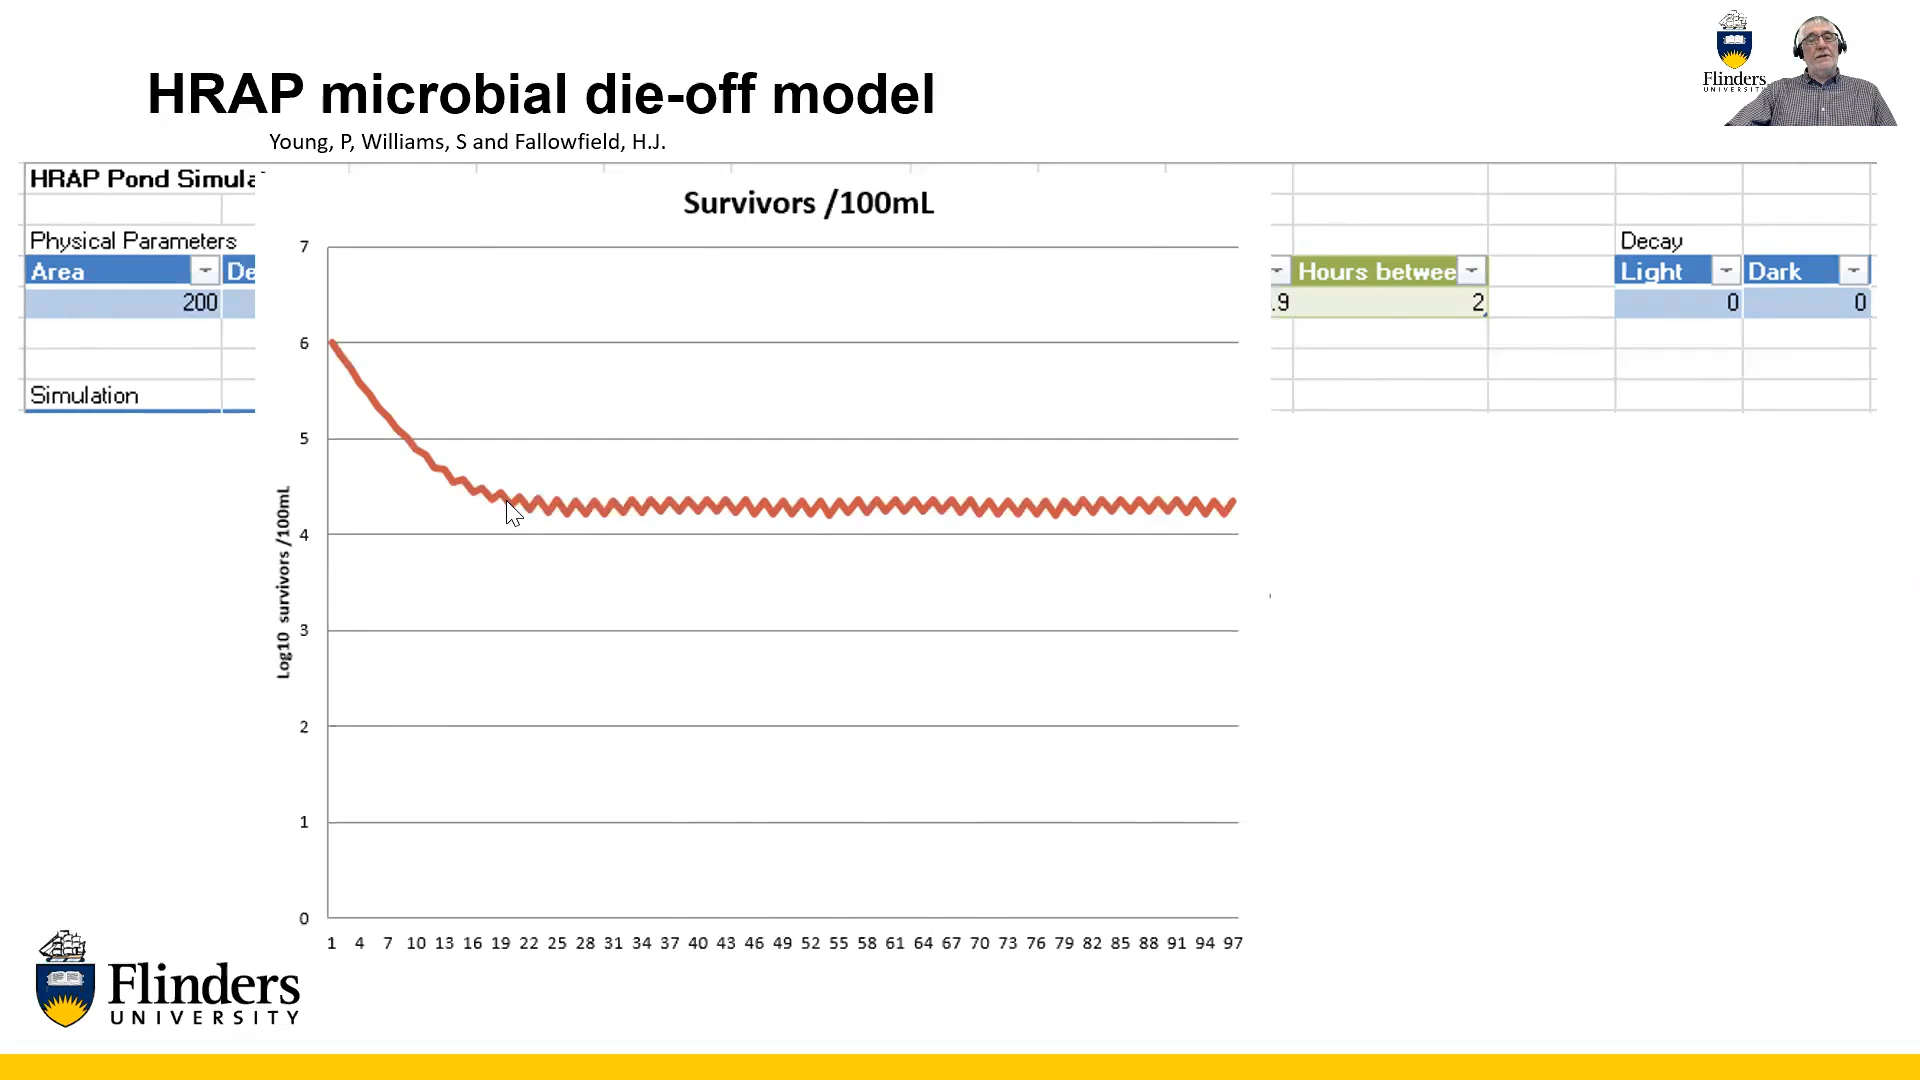 HRAP microbial die-off model
Flinders
UNIVERSITY
Young, P, Williams, S and Fallowfield, H.J.
HRAP Pond Simula
Survivors /100mL
Physical Parameters
Decay
Area De Hours betwee Light Dark
200 .9 2 0 0
Simulation
7
6
5
4
3
2
1
0
Log10 survivors /100mL
1 4 7 10 13 16 19 22 25 28 31 34 37 40 43 46 49 52 55 58 61 64 67 70 73 76 79 82 85 88 91 94 97
Flinders
UNIVERSITY